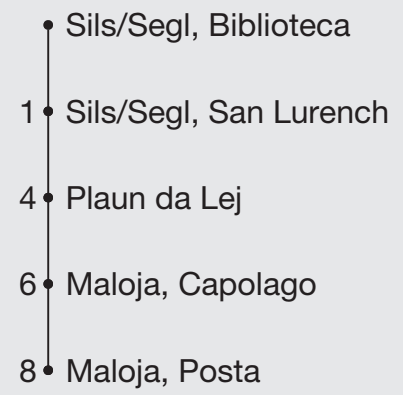 Sils/Segl, Biblioteca
1 Sils/Segl, San Lurench
4 Plaun da Lej
6 Maloja, Capolago
8 Maloja, Posta